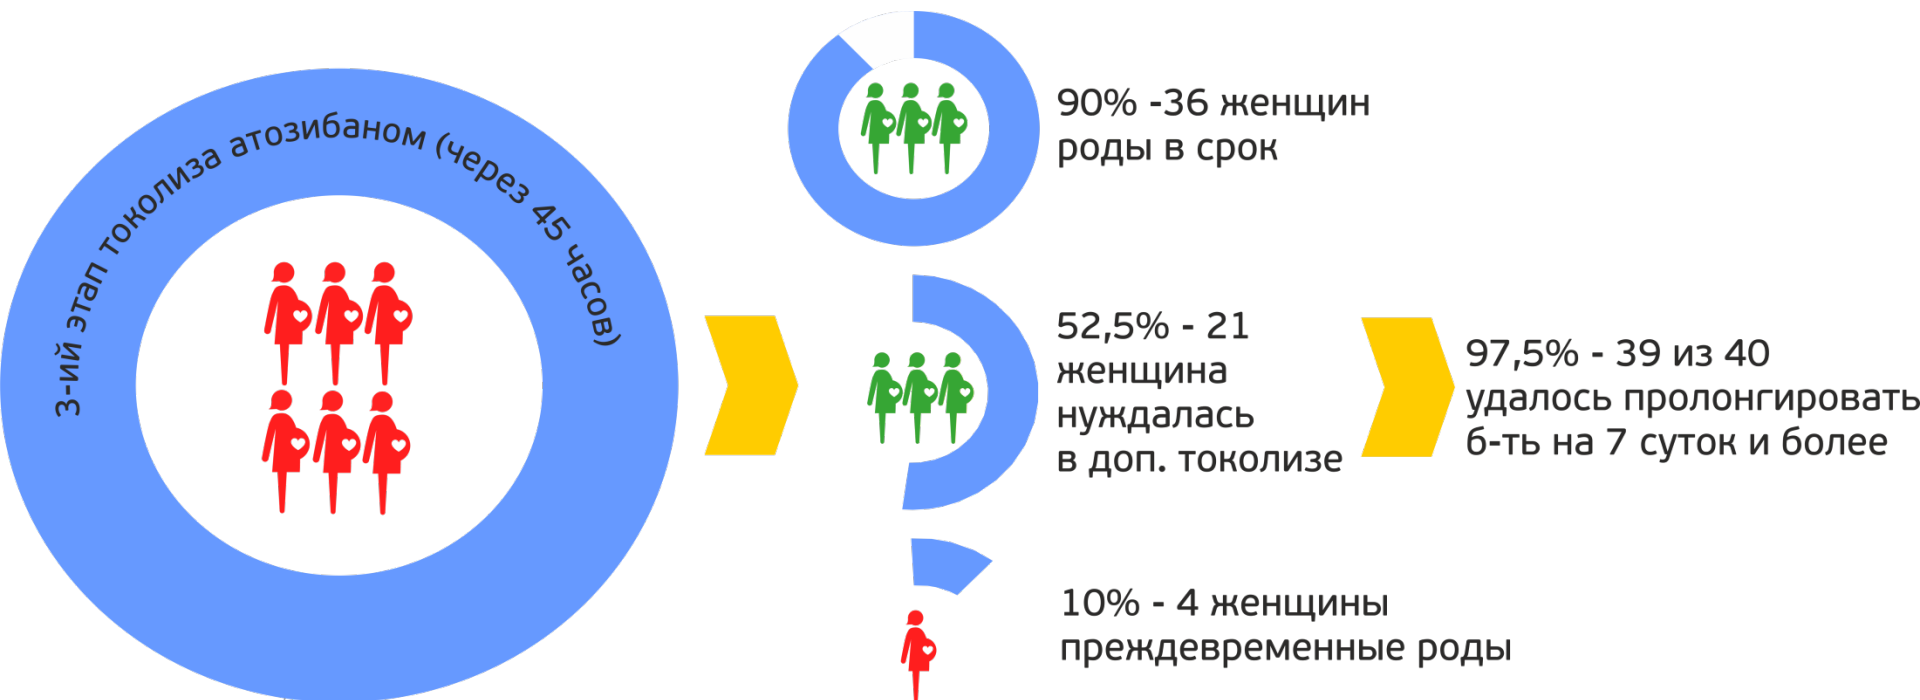 3-ий этап токолиза атозибаном (через 45 часов)
90% -36 женщин
роды в срок
52,5% - 21
женщина
нуждалась
в доп. токолизе
97,5% - 39 из 40
удалось пролонгировать
б-ть на 7 суток и более
10% - 4 женщины
преждевременные роды